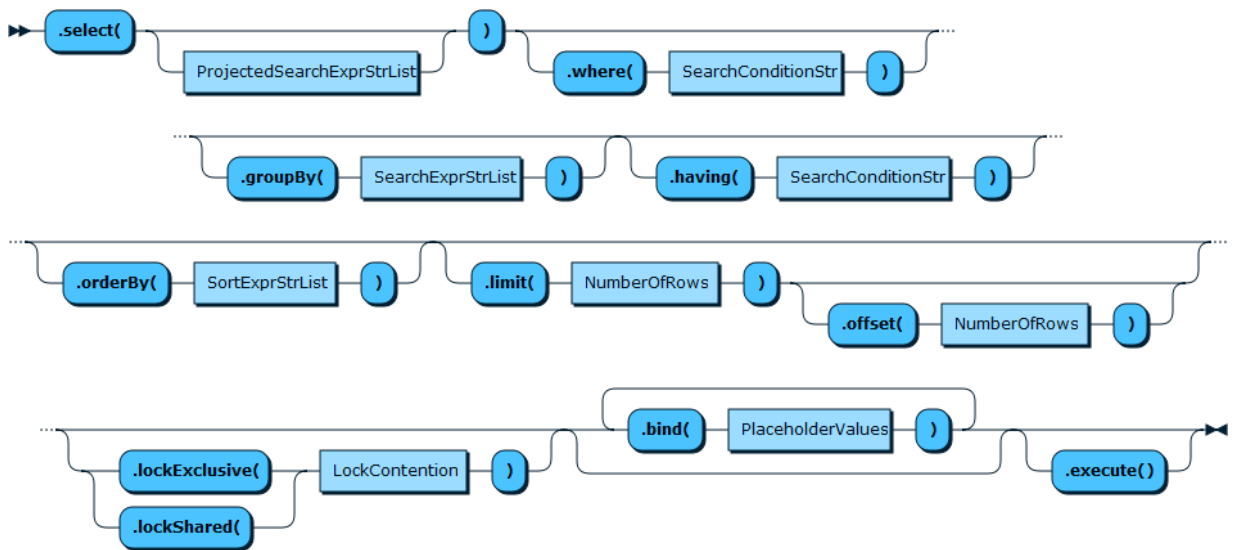 .select( ProjectedSearchExprStrList ) .where( SearchConditionStr )
.groupBy( SearchExprStrList ) .having( SearchConditionStr )
.orderBy( SortExprStrList ) .limit( NumberOfRows )
.offset( NumberOfRows )
.bind( PlaceholderValues )
.lockExclusive( LockContention ) .execute()
.lockShared(